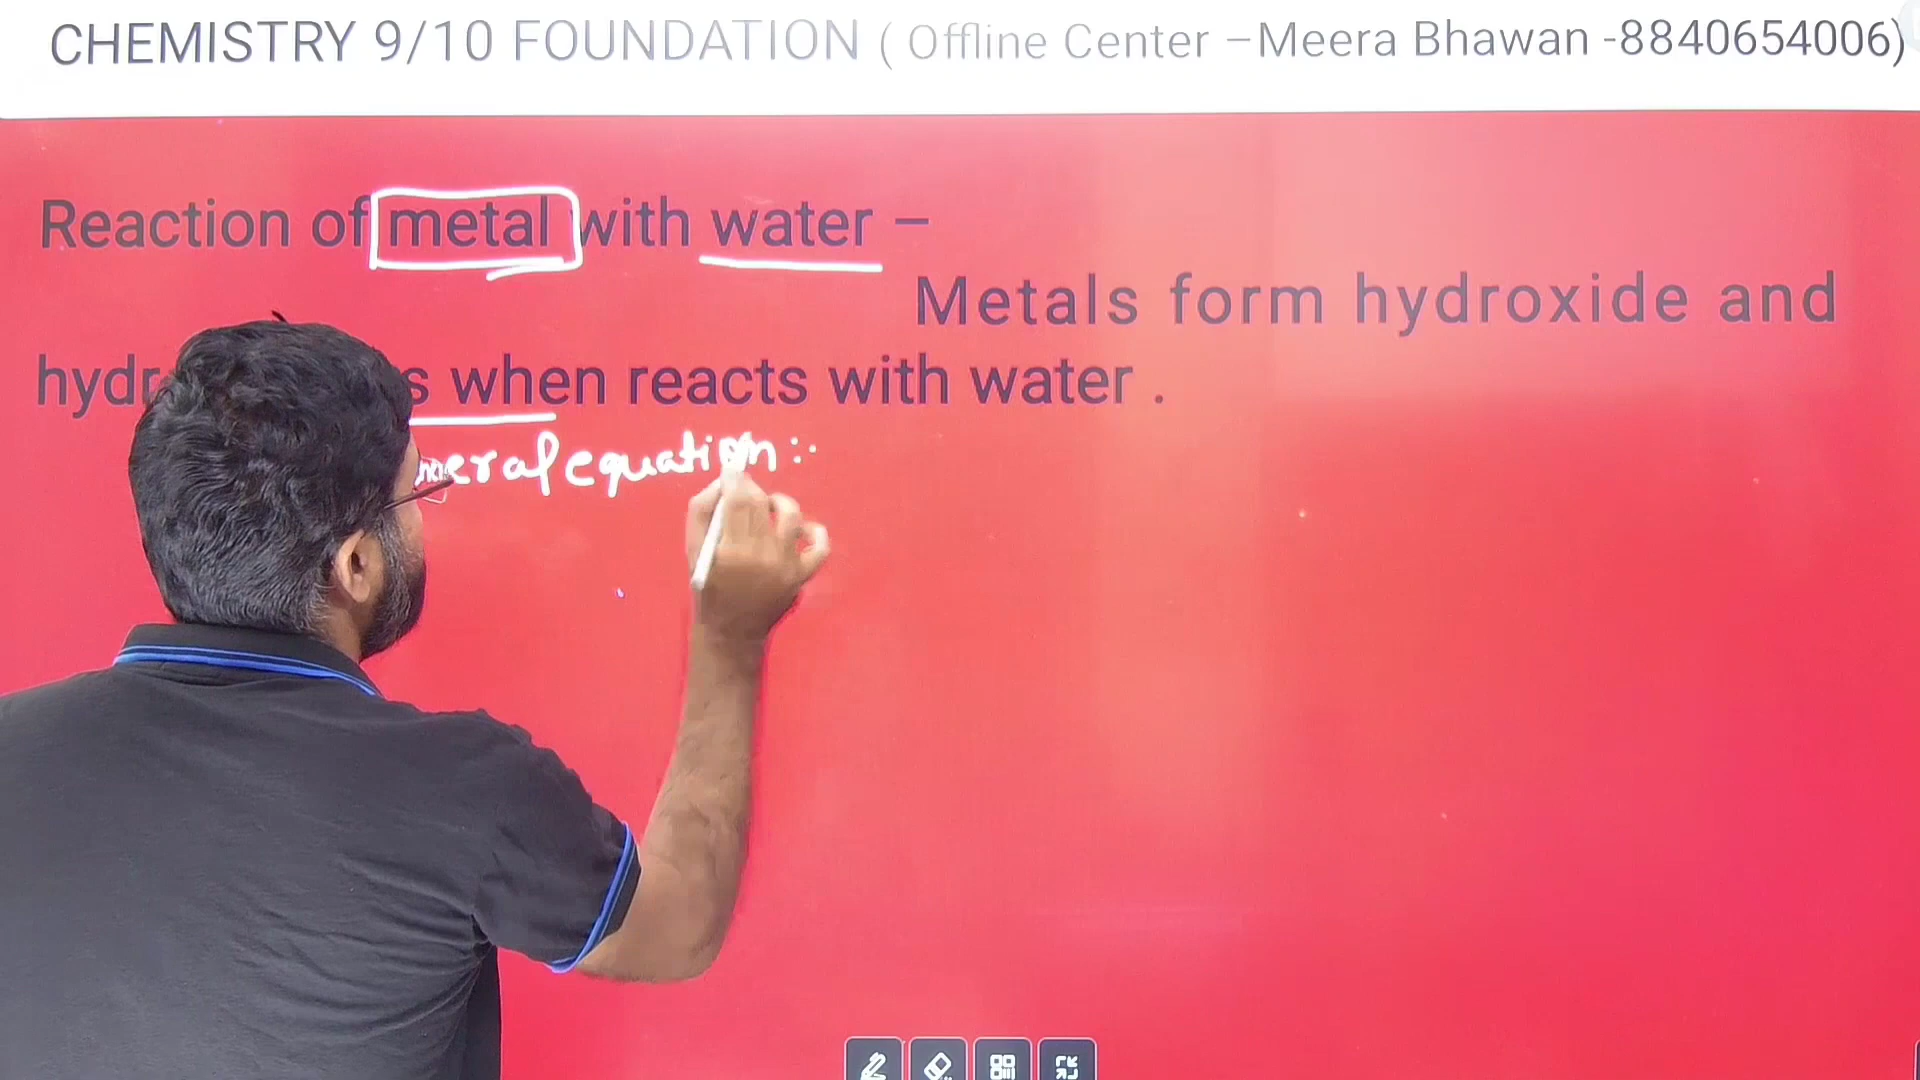 CHEMISTRY 9/10 FOUNDATION ( Offline Center –Meera Bhawan -8840654006)
Reaction of metal with water –
Metals form hydroxide and
when reacts with water .
equation :-